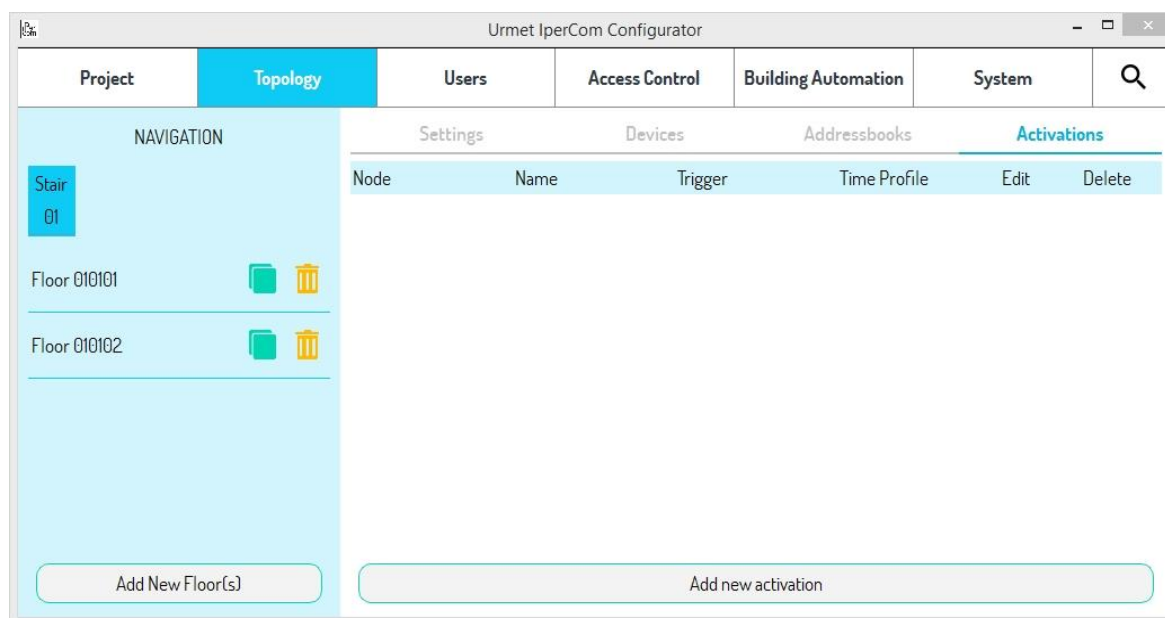 Urmet IperCom Configurator
Project Topology Users Access Control Building Automation System
NAVIGATION
Settings Devices Addressbooks Activations
Stair
01
Node Name Trigger Time Profile Edit Delete
Floor 010101
Floor 010102
Add New Floor(s)
Add new activation